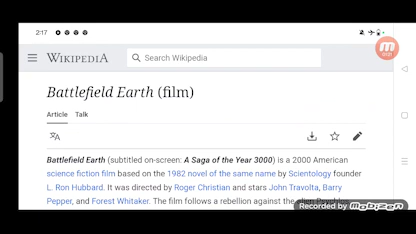 2:17
WIKIPEDIA
Search Wikipedia
Battlefield Earth (film)
Article Talk
Battlefield Earth (subtitled on-screen: A Saga of the Year 3000) is a 2000 American
science fiction film based on the 1982 novel of the same name by Scientology founder
L. Ron Hubbard. It was directed by Roger Christian and stars John Travolta, Barry
Pepper, and Forest Whitaker. The film follows a rebellion against the alien Psychlos
Recorded by mobizen